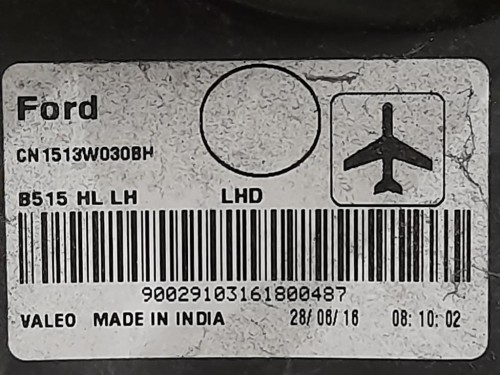 Ford
CN1513W030BH
B515 HL LH LHD
90029103161800487
VALEO MADE IN INDIA 28/06/16 08:10:02